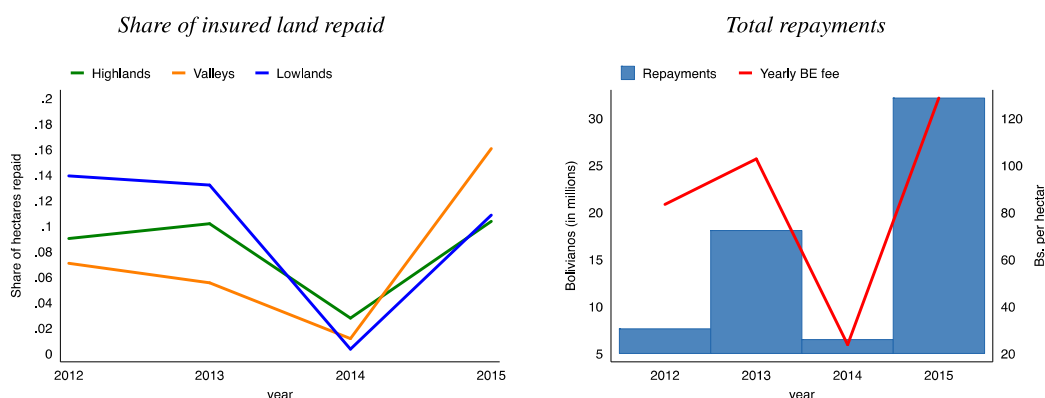 Share of insured land repaid
Highlands Valleys Lowlands
Share of hectares repaid
.2
.18
.16
.14
.12
.1
.08
.06
.04
.02
0
2012 2013 2014 2015
year
Total repayments
Repayments Yearly BE fee
Bolivianos (in millions)
30
25
20
15
10
5
120
100
80
60
40
20
Bs. per hectar
2012 2013 2014 2015
year